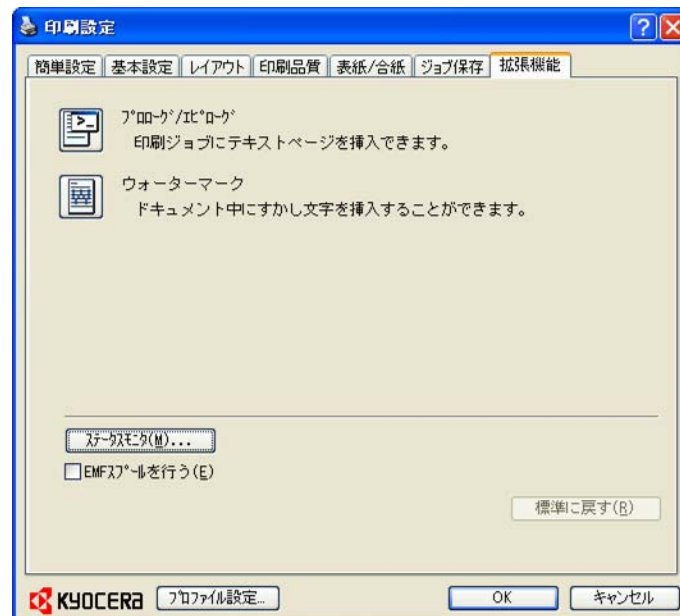 印刷設定
簡単設定 基本設定 レイアウト 印刷品質 表紙/合紙 ジョブ保存 拡張機能
ﾌﾟﾛﾛｰｸﾞ/ｴﾋﾟﾛｰｸﾞ
印刷ジョブにテキストページを挿入できます。
ウォーターマーク
ドキュメント中にすかし文字を挿入することができます。
ｽﾃｰﾀｽﾓﾆﾀ(M)...
EMFｽﾌﾟｰﾙを行う(E)
標準に戻す(R)
KYOCERA ﾌﾟﾛﾌｧｲﾙ設定... OK キャンセル